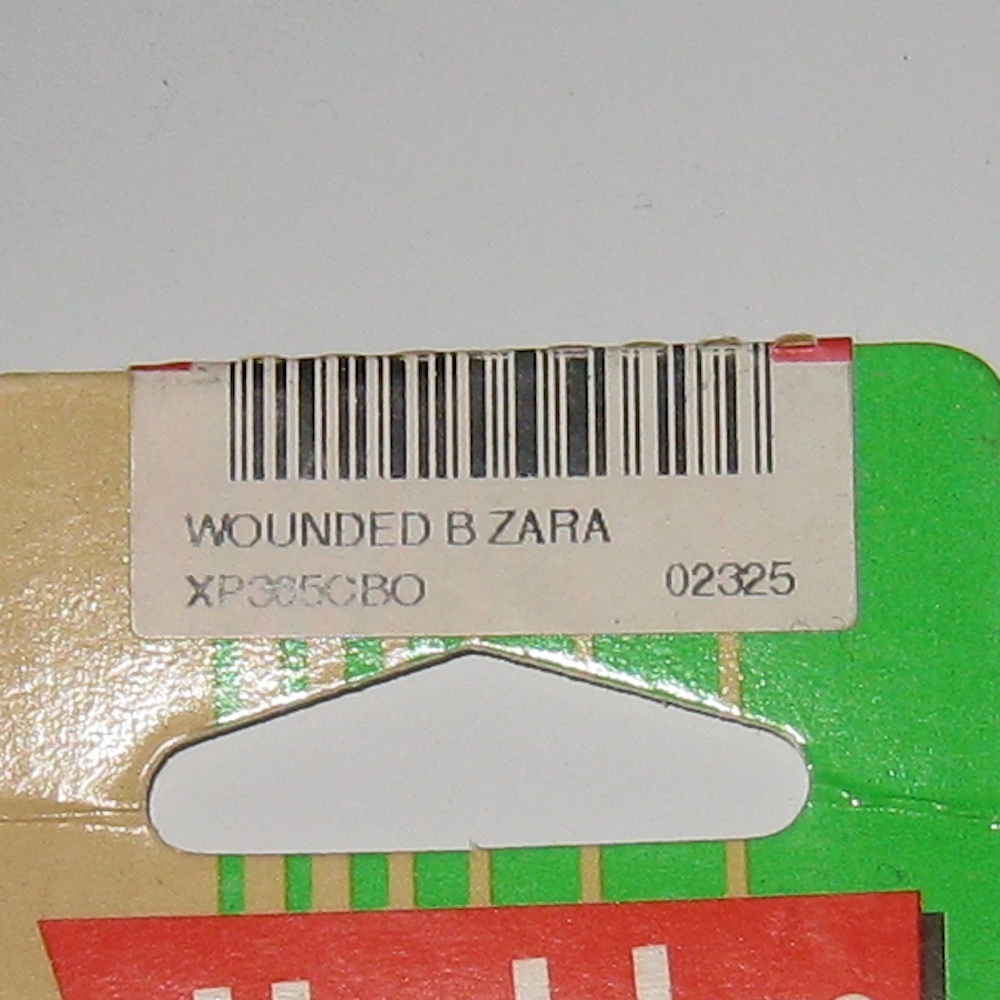 WOUNDED B ZARA
XP365CBO 02325